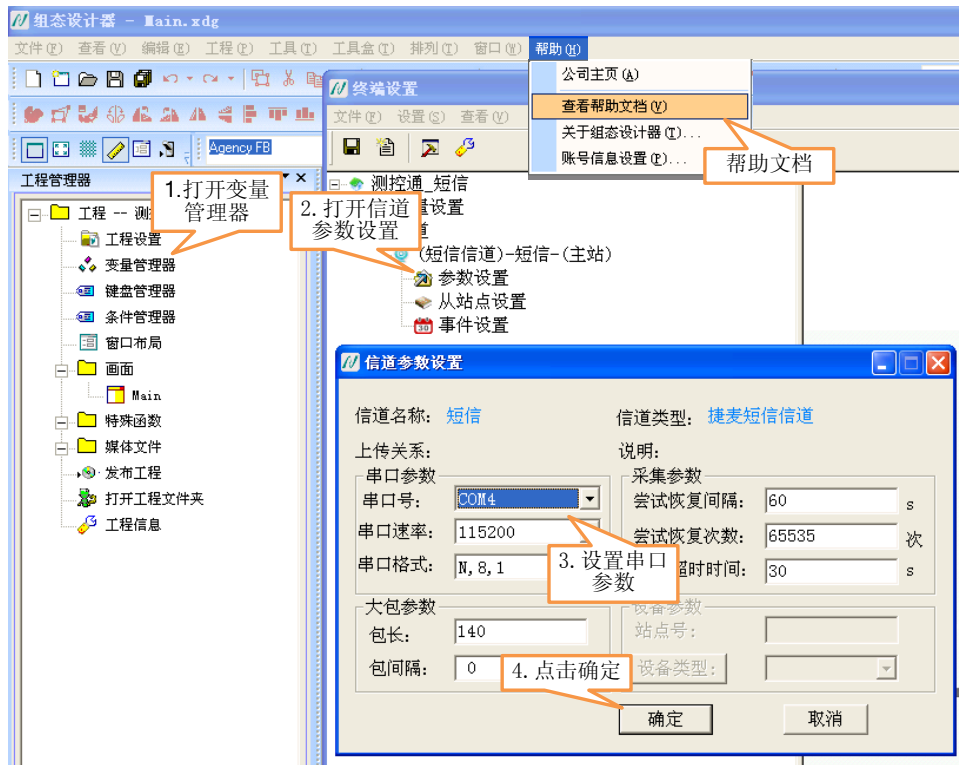 组态设计器 - Main.xdg
文件(F) 查看(V) 编辑(E) 工程(P) 工具(T) 工具盒(T) 排列(T) 窗口(W) 帮助(H)
公司主页(A)
查看帮助文档(V)
关于组态设计器(T)...
账号信息设置(P)...
帮助文档
Agency FB
工程管理器
工程 -- 测
工程设置
变量管理器
键盘管理器
条件管理器
窗口布局
画面
Main
特殊函数
媒体文件
发布工程
打开工程文件夹
工程信息
1.打开变量
管理器
终端设置
文件(F) 设置(S) 查看(V)
测控通_短信
量设置
道
(短信信道)-短信-(主站)
参数设置
从站点设置
30 事件设置
2.打开信道
参数设置
信道参数设置
信道名称: 短信 信道类型: 捷麦短信信道
上传关系: 说明:
串口参数 采集参数
串口号: COM4 尝试恢复间隔: 60 s
串口速率: 115200 尝试恢复次数: 65535 次
串口格式: N,8,1 超时时间: 30 s
3.设置串口
参数
大包参数 设备参数
包长: 140 站点号:
包间隔: 0 设备类型:
4.点击确定
确定 取消